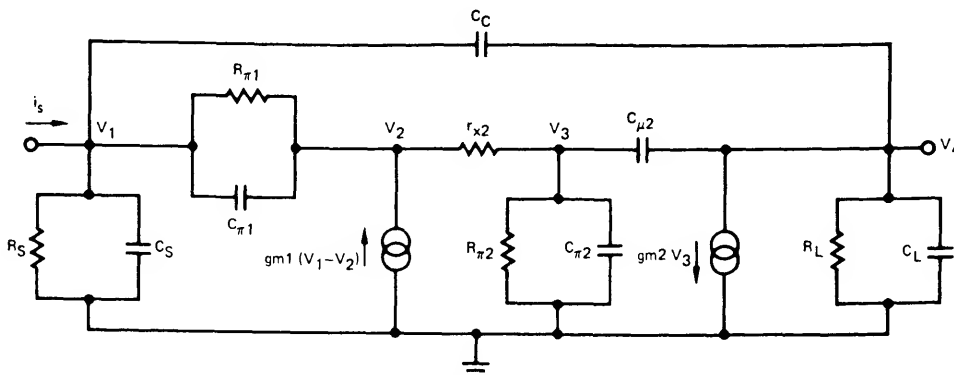 C_C
R_π1
i_s
V_1
V_2
r_x2
V_3
C_μ2
V_4
C_π1
R_S
C_S
gm1 (V_1–V_2)
R_π2
C_π2
gm2 V_3
R_L
C_L